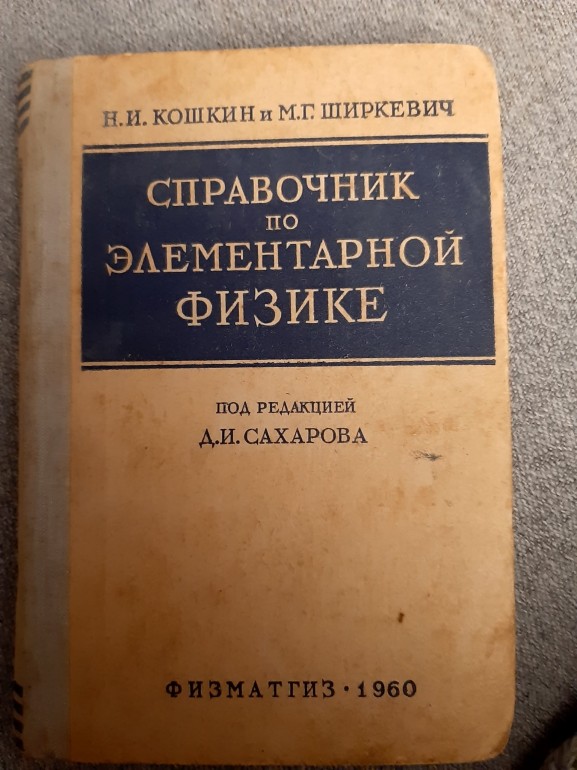 Н.И. КОШКИН и М.Г. ШИРКЕВИЧ
СПРАВОЧНИК
ПО
ЭЛЕМЕНТАРНОЙ
ФИЗИКЕ
ПОД РЕДАКЦИЕЙ
Д.И. САХАРОВА
ФИЗМАТГИЗ · 1960